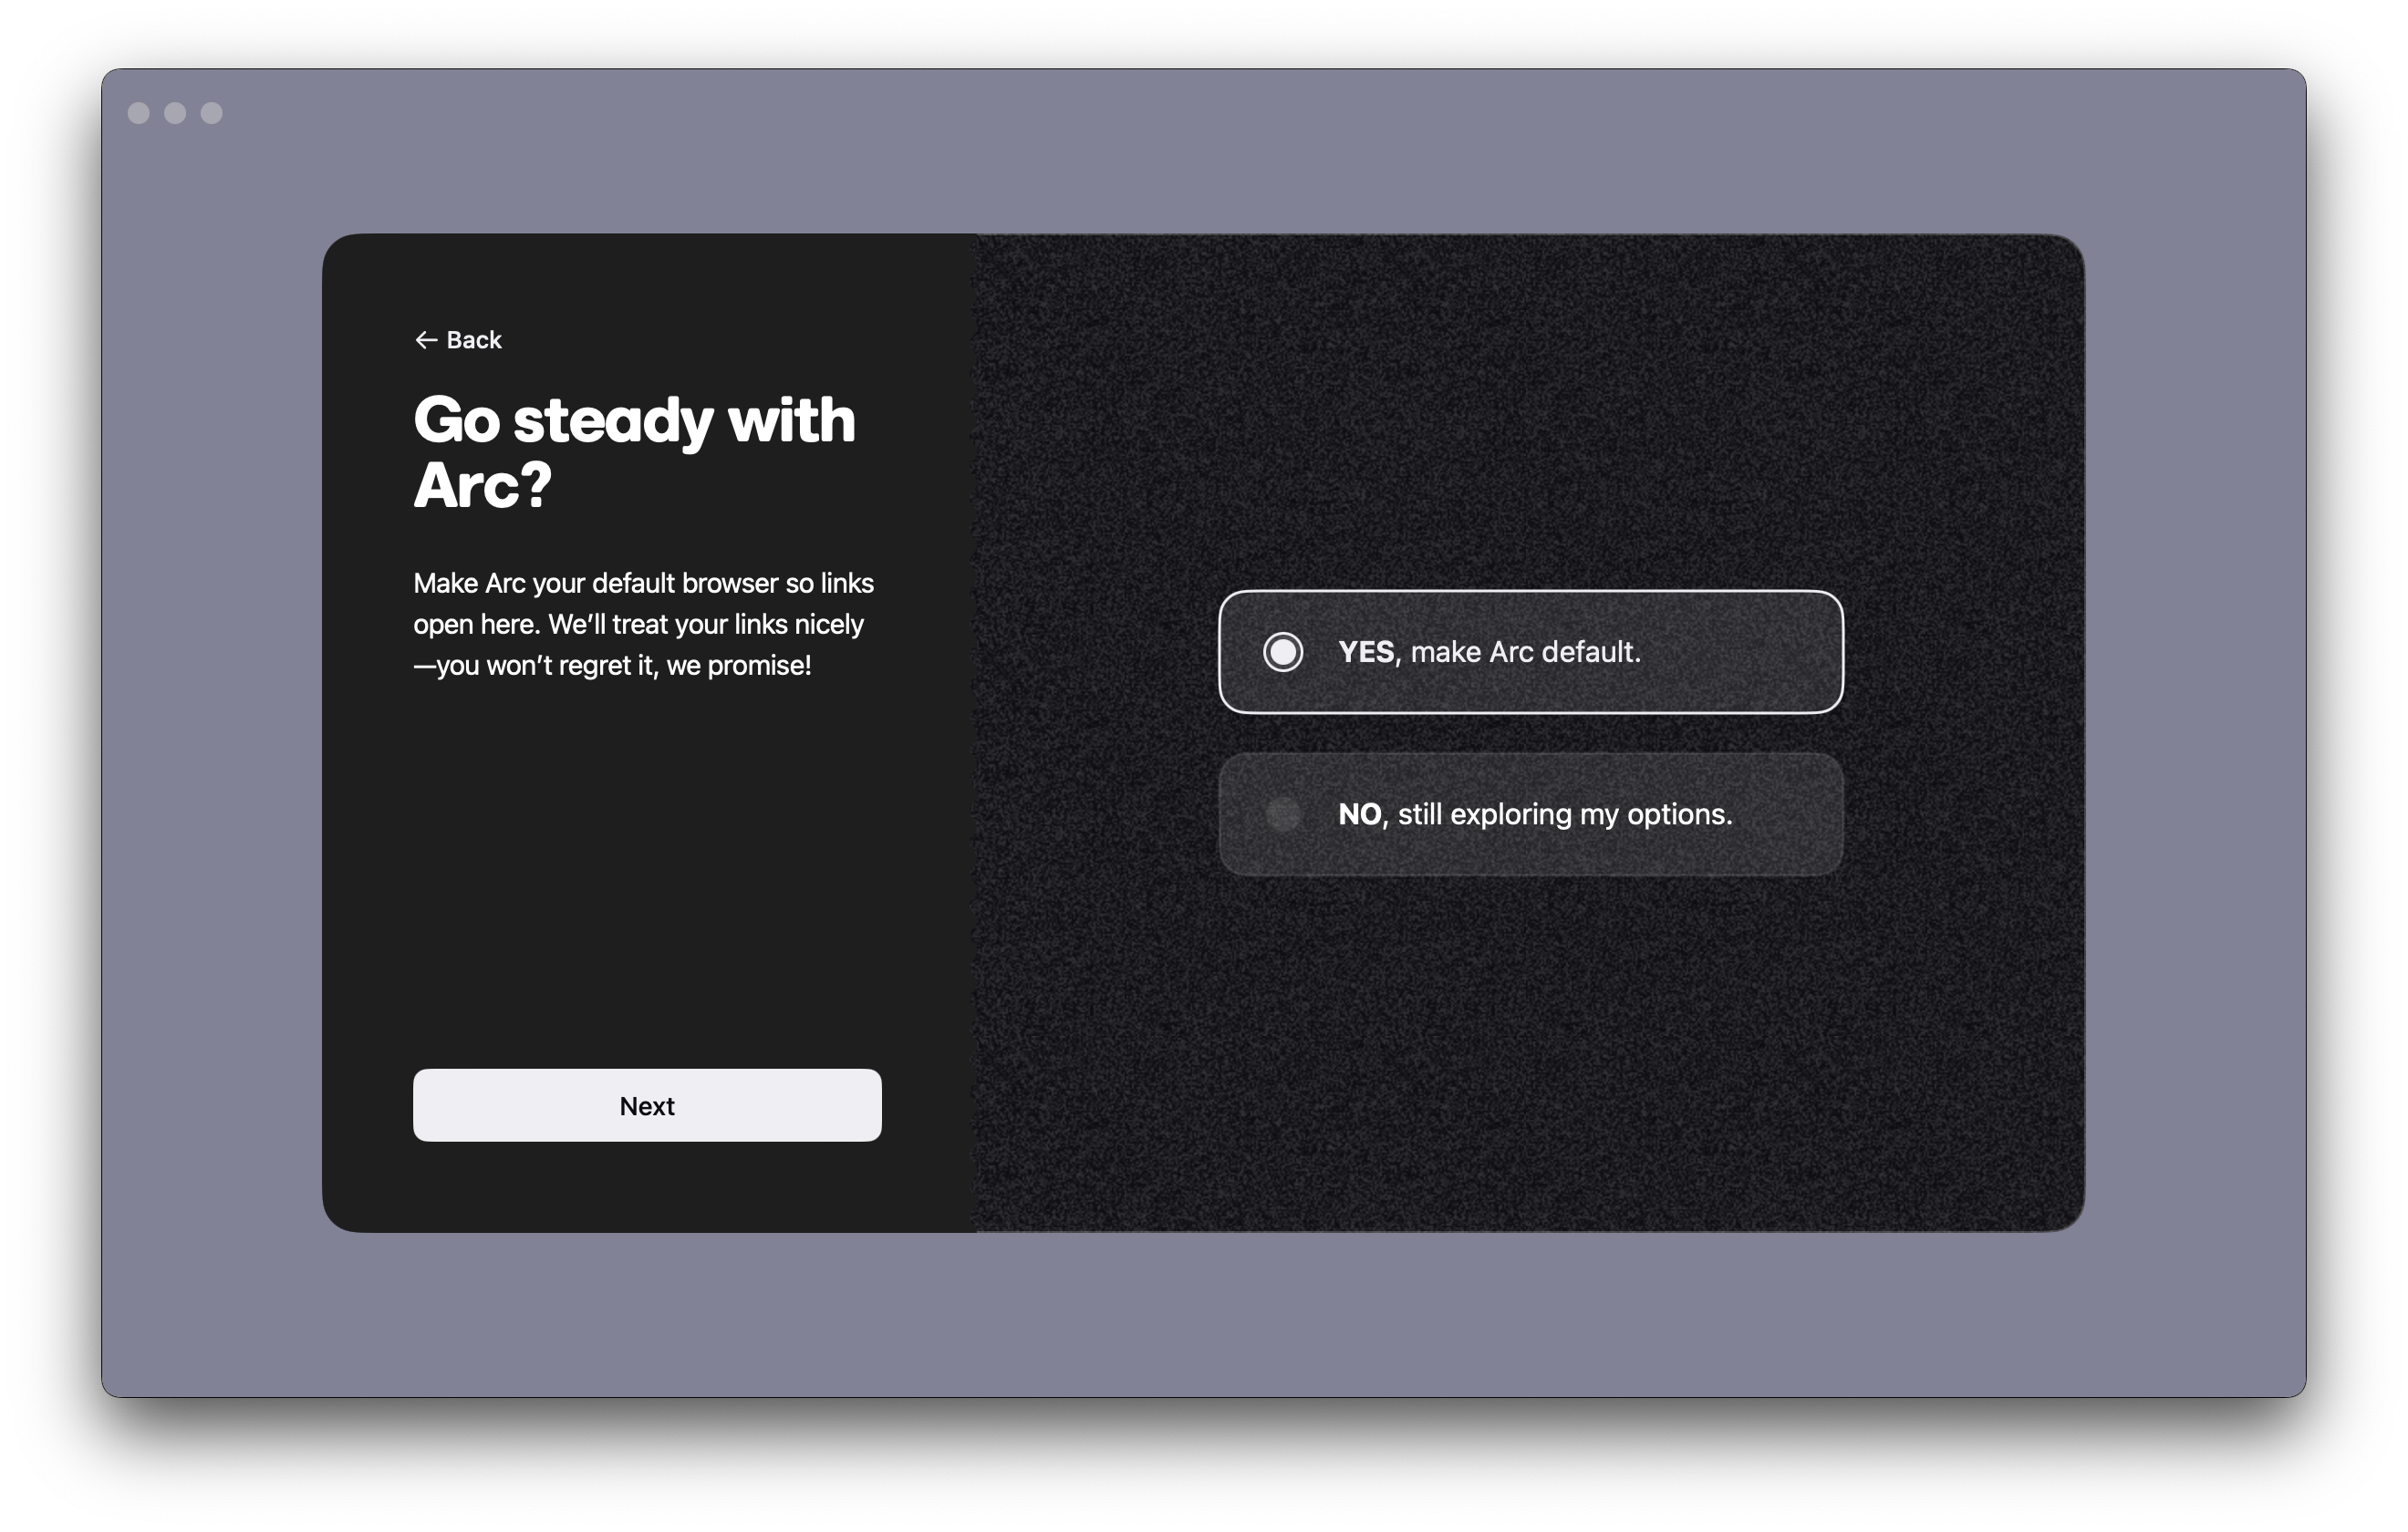 ← Back
Go steady with
Arc?
Make Arc your default browser so links
open here. We’ll treat your links nicely
—you won’t regret it, we promise!
YES, make Arc default.
NO, still exploring my options.
Next